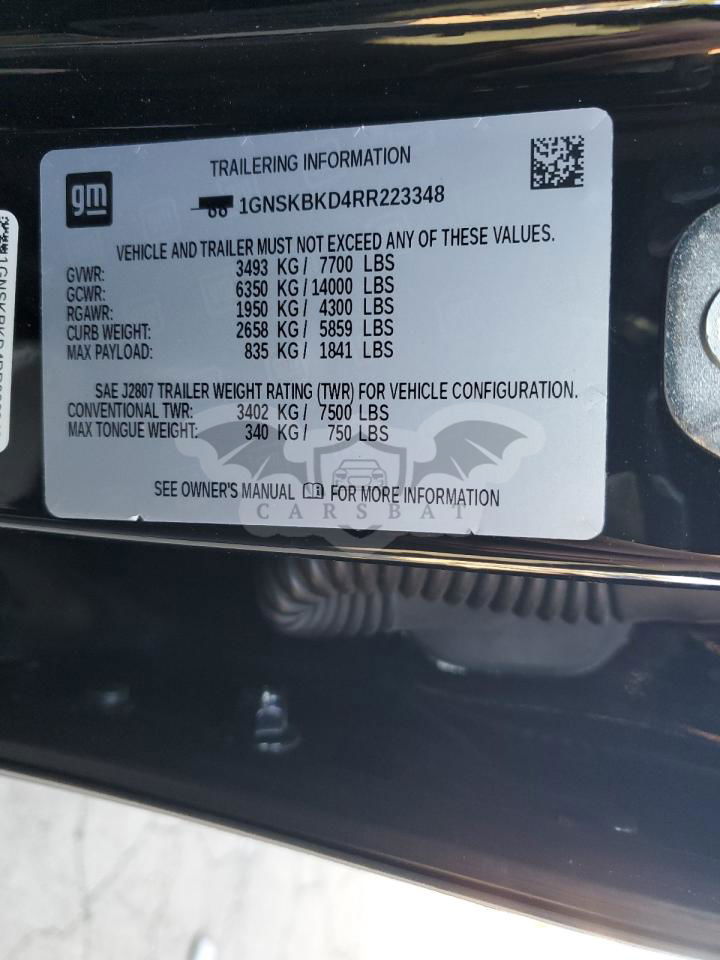 gm
TRAILERING INFORMATION
1GNSKBKD4RR223348
VEHICLE AND TRAILER MUST NOT EXCEED ANY OF THESE VALUES.
GVWR: 3493 KG / 7700 LBS
GCWR: 6350 KG / 14000 LBS
RGAWR: 1950 KG / 4300 LBS
CURB WEIGHT: 2658 KG / 5859 LBS
MAX PAYLOAD: 835 KG / 1841 LBS
SAE J2807 TRAILER WEIGHT RATING (TWR) FOR VEHICLE CONFIGURATION.
CONVENTIONAL TWR: 3402 KG / 7500 LBS
MAX TONGUE WEIGHT: 340 KG / 750 LBS
SEE OWNER'S MANUAL FOR MORE INFORMATION
CARSBAT